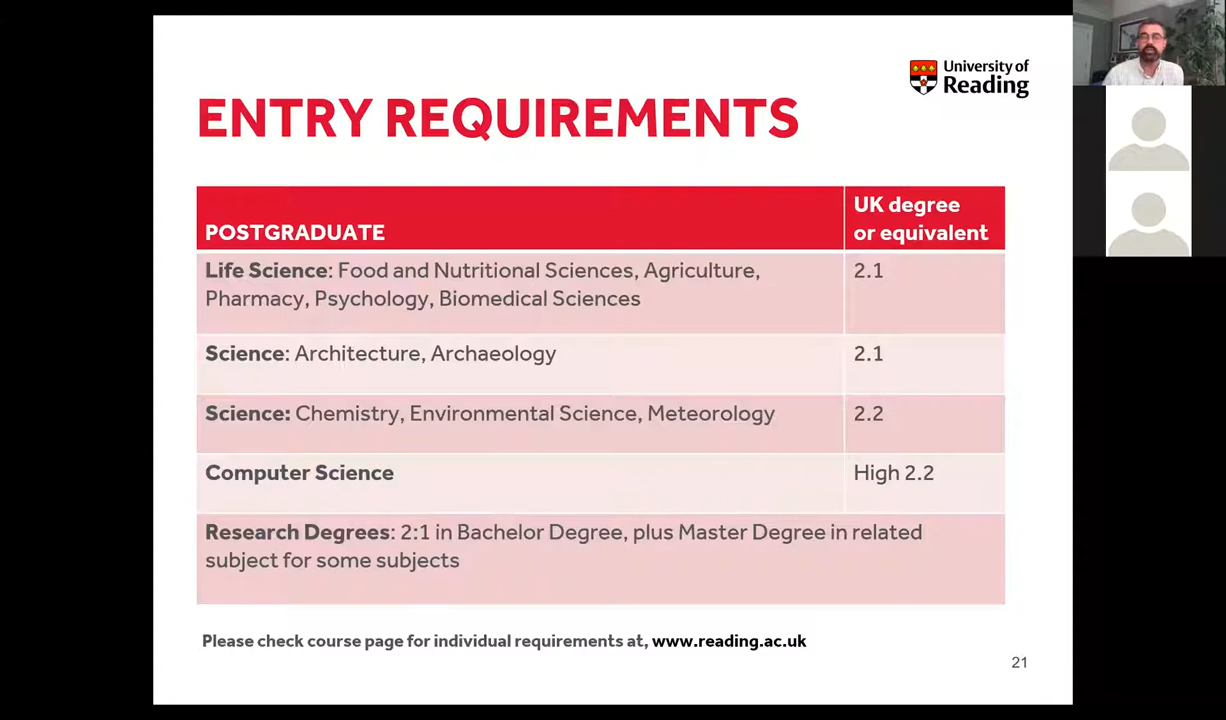 University of
Reading
ENTRY REQUIREMENTS
POSTGRADUATE
UK degree
or equivalent
Life Science: Food and Nutritional Sciences, Agriculture,
Pharmacy, Psychology, Biomedical Sciences
2.1
Science: Architecture, Archaeology
2.1
Science: Chemistry, Environmental Science, Meteorology
2.2
Computer Science
High 2.2
Research Degrees: 2:1 in Bachelor Degree, plus Master Degree in related
subject for some subjects
Please check course page for individual requirements at, www.reading.ac.uk
21